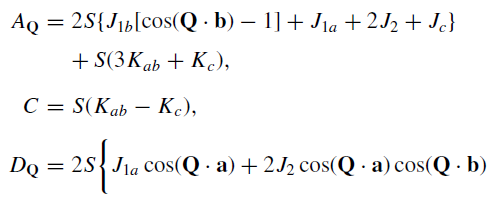 A_Q = 2S{J_{1b}[cos(Q · b) – 1] + J_{1a} + 2J_2 + J_c}
+ S(3K_{ab} + K_c),
C = S(K_{ab} – K_c),
D_Q = 2S{J_{1a} cos(Q · a) + 2J_2 cos(Q · a) cos(Q · b)